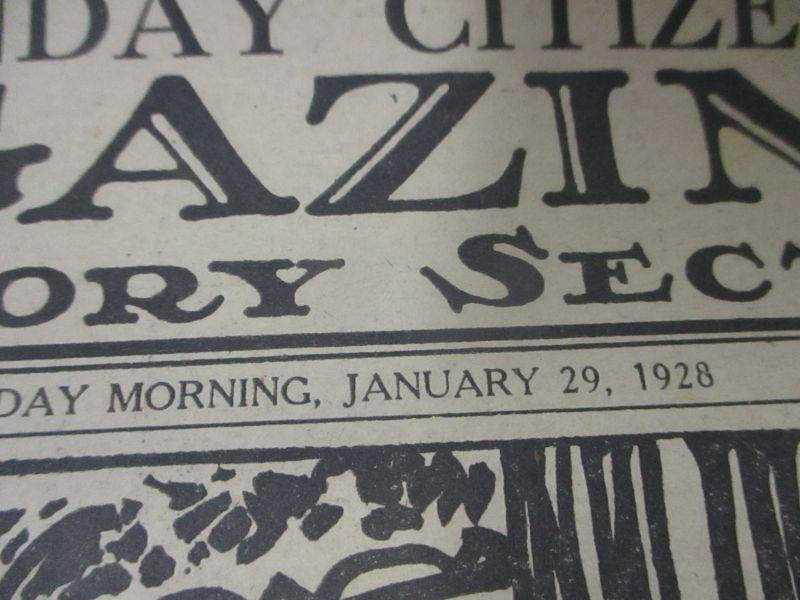 DAY CITIZE
GAZIN
ORY SECT
DAY MORNING, JANUARY 29, 1928